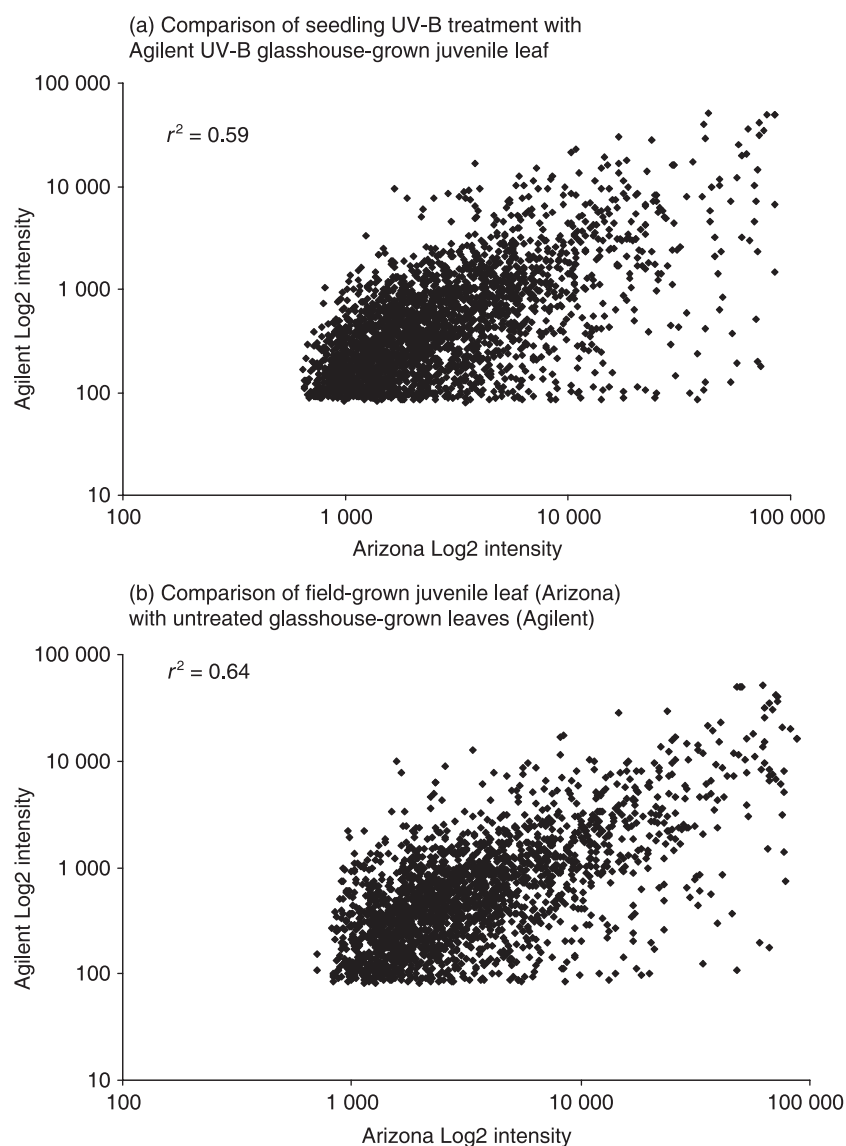 (a) Comparison of seedling UV-B treatment with
Agilent UV-B glasshouse-grown juvenile leaf
100 000
r² = 0.59
10 000
Agilent Log2 intensity
1 000
100
10
100
1 000
10 000
100 000
Arizona Log2 intensity
(b) Comparison of field-grown juvenile leaf (Arizona)
with untreated glasshouse-grown leaves (Agilent)
100 000
r² = 0.64
10 000
Agilent Log2 intensity
1 000
100
10
100
1 000
10 000
100 000
Arizona Log2 intensity